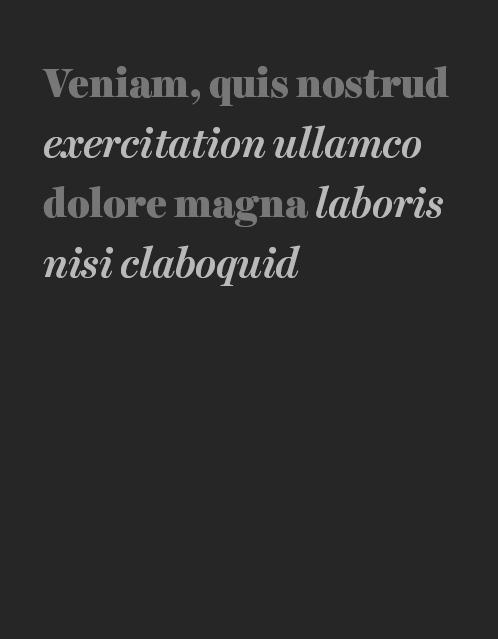 Veniam, quis nostrud
exercitation ullamco
dolore magna laboris
nisi claboquid